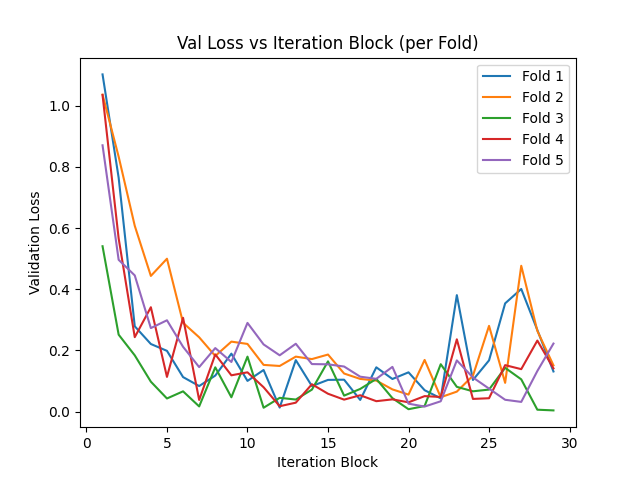 Val Loss vs Iteration Block (per Fold)
Fold 1
Fold 2
Fold 3
Fold 4
Fold 5
Validation Loss
1.0
0.8
0.6
0.4
0.2
0.0
0 5 10 15 20 25 30
Iteration Block